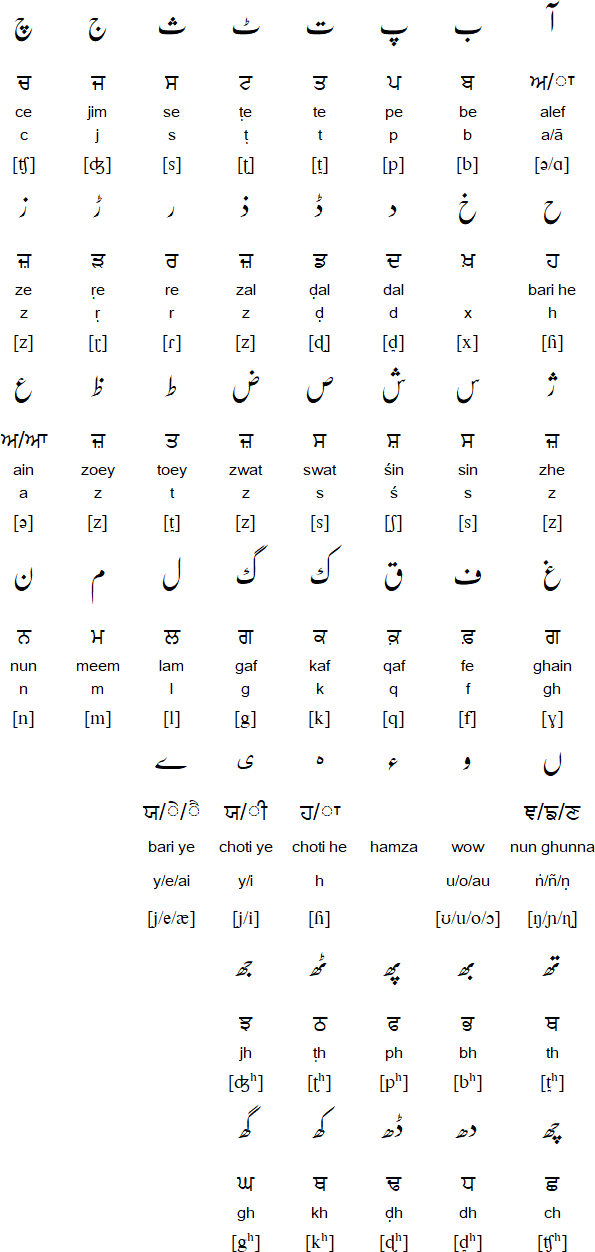 آ ب پ ت ٹ ث ج چ
ਚ ਜ ਸ ਟ ਤ ਪ ਬ ਅ/ਾ
ce jim se ṭe te pe be alef
c j s ṭ t p b a/ā
[ʧ] [ʤ] [s] [ʈ] [t̪] [p] [b] [ə/ɑ]
ح خ د ڈ ذ ر ڑ ز
ਜ਼ ੜ ਰ ਜ਼ ਡ ਦ ਖ਼ ਹ
ze ṛe re zal ḍal dal bari he
z ṛ r z ḍ d x h
[z] [ɽ] [ɾ] [z] [ɖ] [d̪] [x] [ɦ]
ژ س ش ص ض ط ظ ع
ਅ/ਆ ਜ਼ ਤ ਜ਼ ਸ ਸ਼ ਸ ਜ਼
ain zoey toey zwat swat śin sin zhe
a z t z s ś s z
[ə] [z] [t̪] [z] [s] [ʃ] [s] [z]
غ ف ق ک گ ل م ن
ਨ ਮ ਲ ਗ ਕ ਕ਼ ਫ਼ ਗ
nun meem lam gaf kaf qaf fe ghain
n m l g k q f gh
[n] [m] [l] [g] [k] [q] [f] [ɣ]
ں و ء ہ ی ے
ਯ/ੇ/ੈ ਯ/ੀ ਹ/ਾ ਞ/ਙ/ਣ
bari ye choti ye choti he hamza wow nun ghunna
y/e/ai y/i h u/o/au ṅ/ñ/ṇ
[j/e/æ] [j/i] [ɦ] [ʊ/u/o/ɔ] [ŋ/ɲ/ɳ]
تھ بھ پھ ٹھ جھ
ਝ ਠ ਫ ਭ ਥ
jh ṭh ph bh th
[ʤʰ] [ʈʰ] [pʰ] [bʰ] [t̪ʰ]
چھ دھ ڈھ کھ گھ
ਘ ਥ ਢ ਧ ਛ
gh kh ḍh dh ch
[gʰ] [kʰ] [ɖʰ] [d̪ʰ] [ʧʰ]